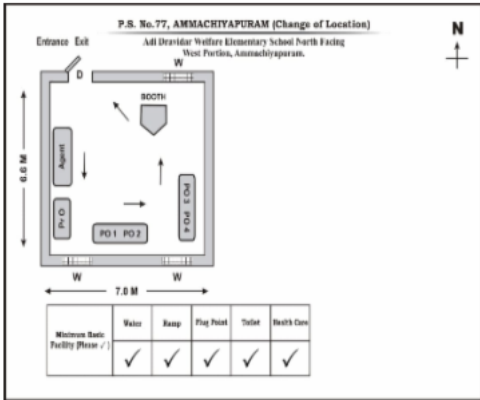 P.S. No.77, AMMACHIYAPURAM (Change of Location)
Adi Dravidar Welfare Elementary School North Facing
West Portion, Ammachiyapuram.
N
Entrance Exit
D
W
BOOTH
Agent
Pr O
PO 1 PO 2
PO 3 PO 4
6.6 M
W
W
7.0 M
Minimum Basic
Facility (Please ✓)
Water
Ramp
Plug Point
Toilet
Health Care
✓ ✓ ✓ ✓ ✓